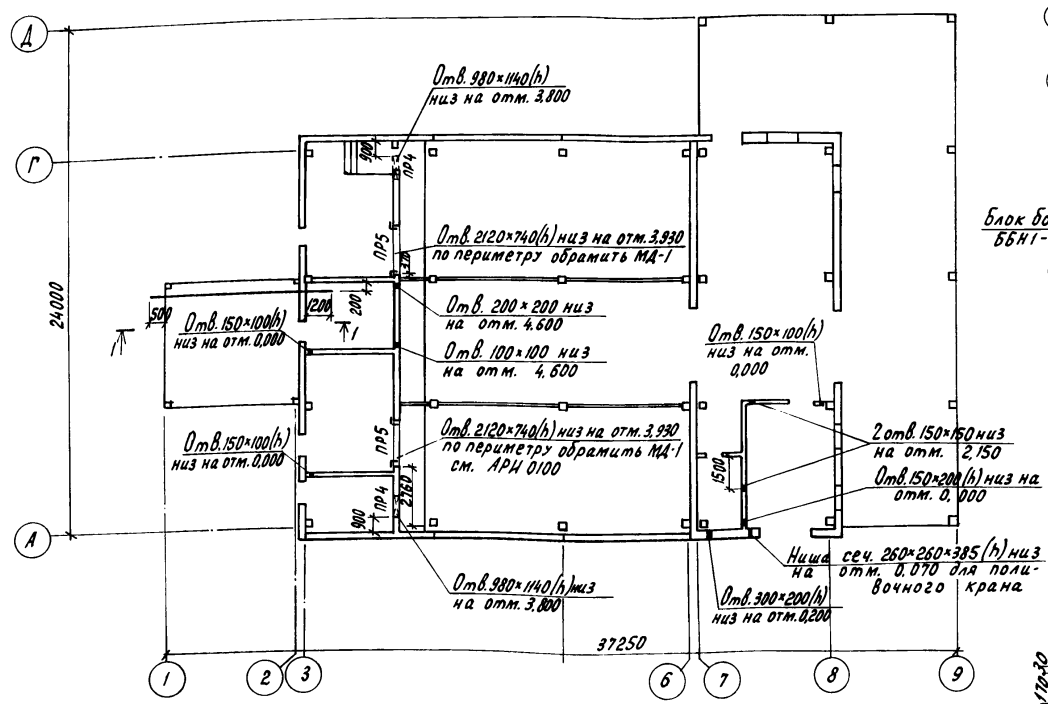 Д
Отв. 980×1140(h)
низ на отм. 3,800
900
ПР4
Г
блок
ББН1-
Отв. 2120×740(h) низ на отм. 3,930
по периметру обрамить МД-1
ПР5
24000
500
1
1200
200
1
Отв. 200×200 низ
на отм. 4.600
Отв. 150×100(h)
низ на отм. 0,000
Отв. 100×100 низ
на отм. 4,600
Отв. 150×100(h)
низ на отм.
0,000
Отв. 2120×740(h) низ на отм. 3,930
по периметру обрамить МД-1
см. АРИ 0100
ПР5
Отв. 150×100(h)
низ на отм. 0,000
2 отв. 150×150 низ
на отм. 2,150
1500
Отв. 150×200(h) низ на
отм. 0,000
2760
ПР4
900
А
Ниша сеч. 260×260×385(h) низ
на отм. 0.070 для поли-
вочного крана
Отв. 980×1140(h) низ
на отм. 3,800
Отв. 300×200(h)
низ на отм. 0,200
37250
1
2
3
6
7
8
9